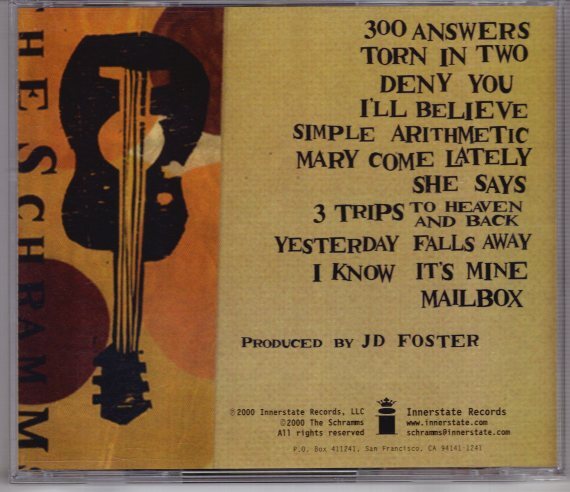 THE SCHRAMMS
300 ANSWERS
TORN IN TWO
DENY YOU
I'LL BELIEVE
SIMPLE ARITHMETIC
MARY COME LATELY
SHE SAYS
3 TRIPS TO HEAVEN
AND BACK
YESTERDAY FALLS AWAY
I KNOW IT'S MINE
MAILBOX
PRODUCED BY JD FOSTER
℗2000 Innerstate Records, LLC
©2000 The Schramms
All rights reserved
Innerstate Records
www.innerstate.com
schramms@innerstate.com
P.O. Box 411241, San Francisco, CA 94141-1241